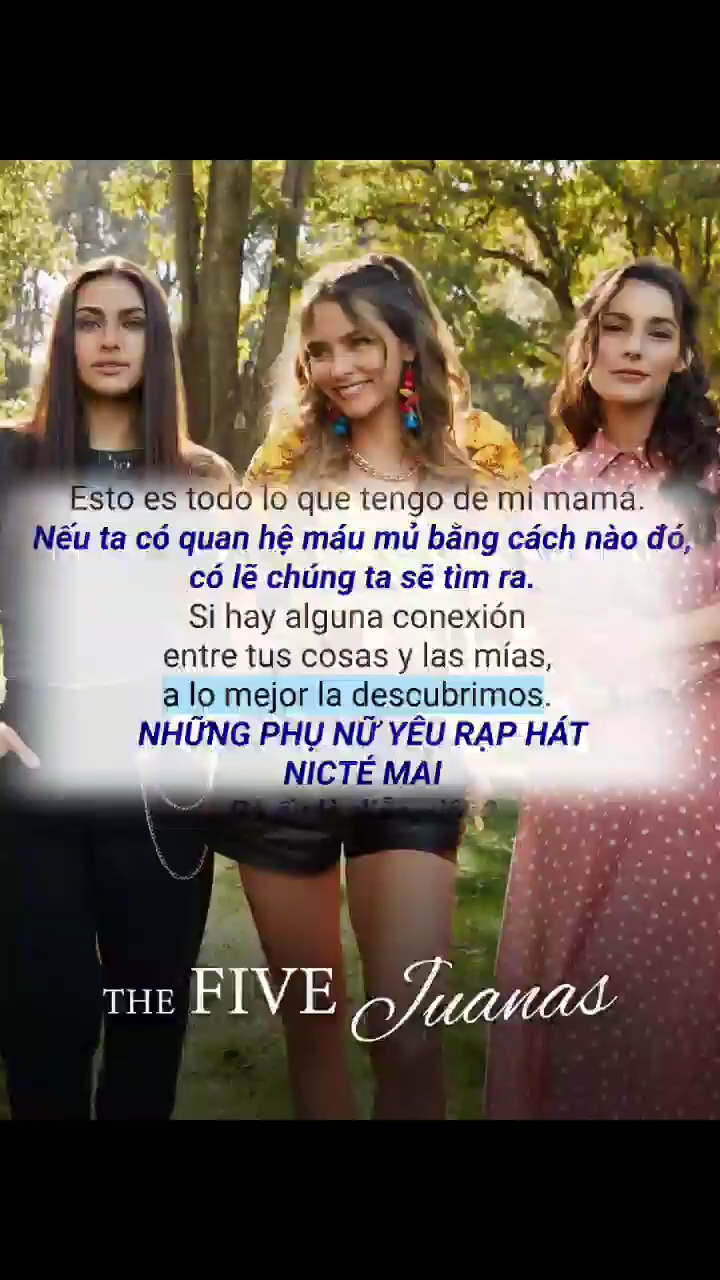 Esto es todo lo que tengo de mi mamá.
Nếu ta có quan hệ máu mủ bằng cách nào đó,
có lẽ chúng ta sẽ tìm ra.
Si hay alguna conexión
entre tus cosas y las mías,
a lo mejor la descubrimos.
NHỮNG PHỤ NỮ YÊU RẠP HÁT
NICTÉ MAI
THE FIVE Juanas